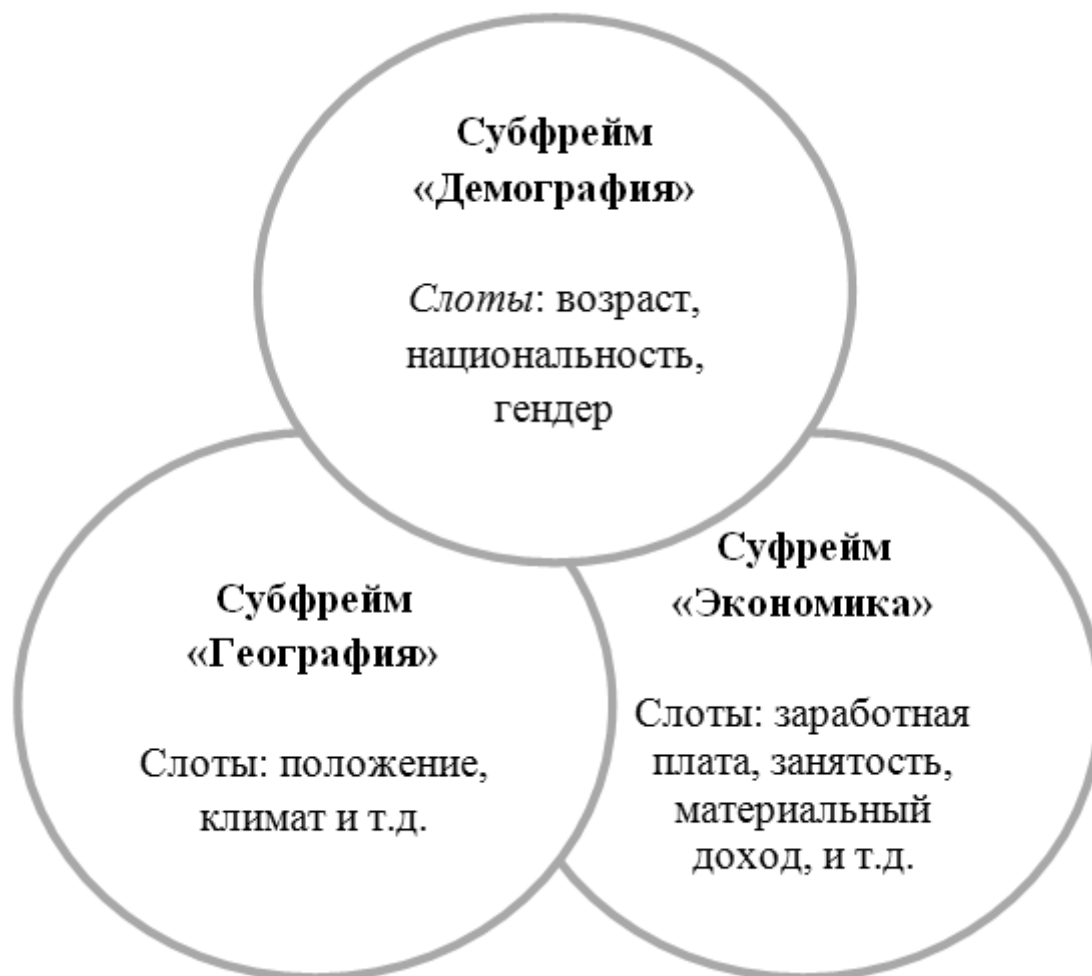 Субфрейм
«Демография»
Слоты: возраст,
национальность,
гендер
Субфрейм
«География»
Слоты: положение,
климат и т.д.
Суфрейм
«Экономика»
Слоты: заработная
плата, занятость,
материальный
доход, и т.д.